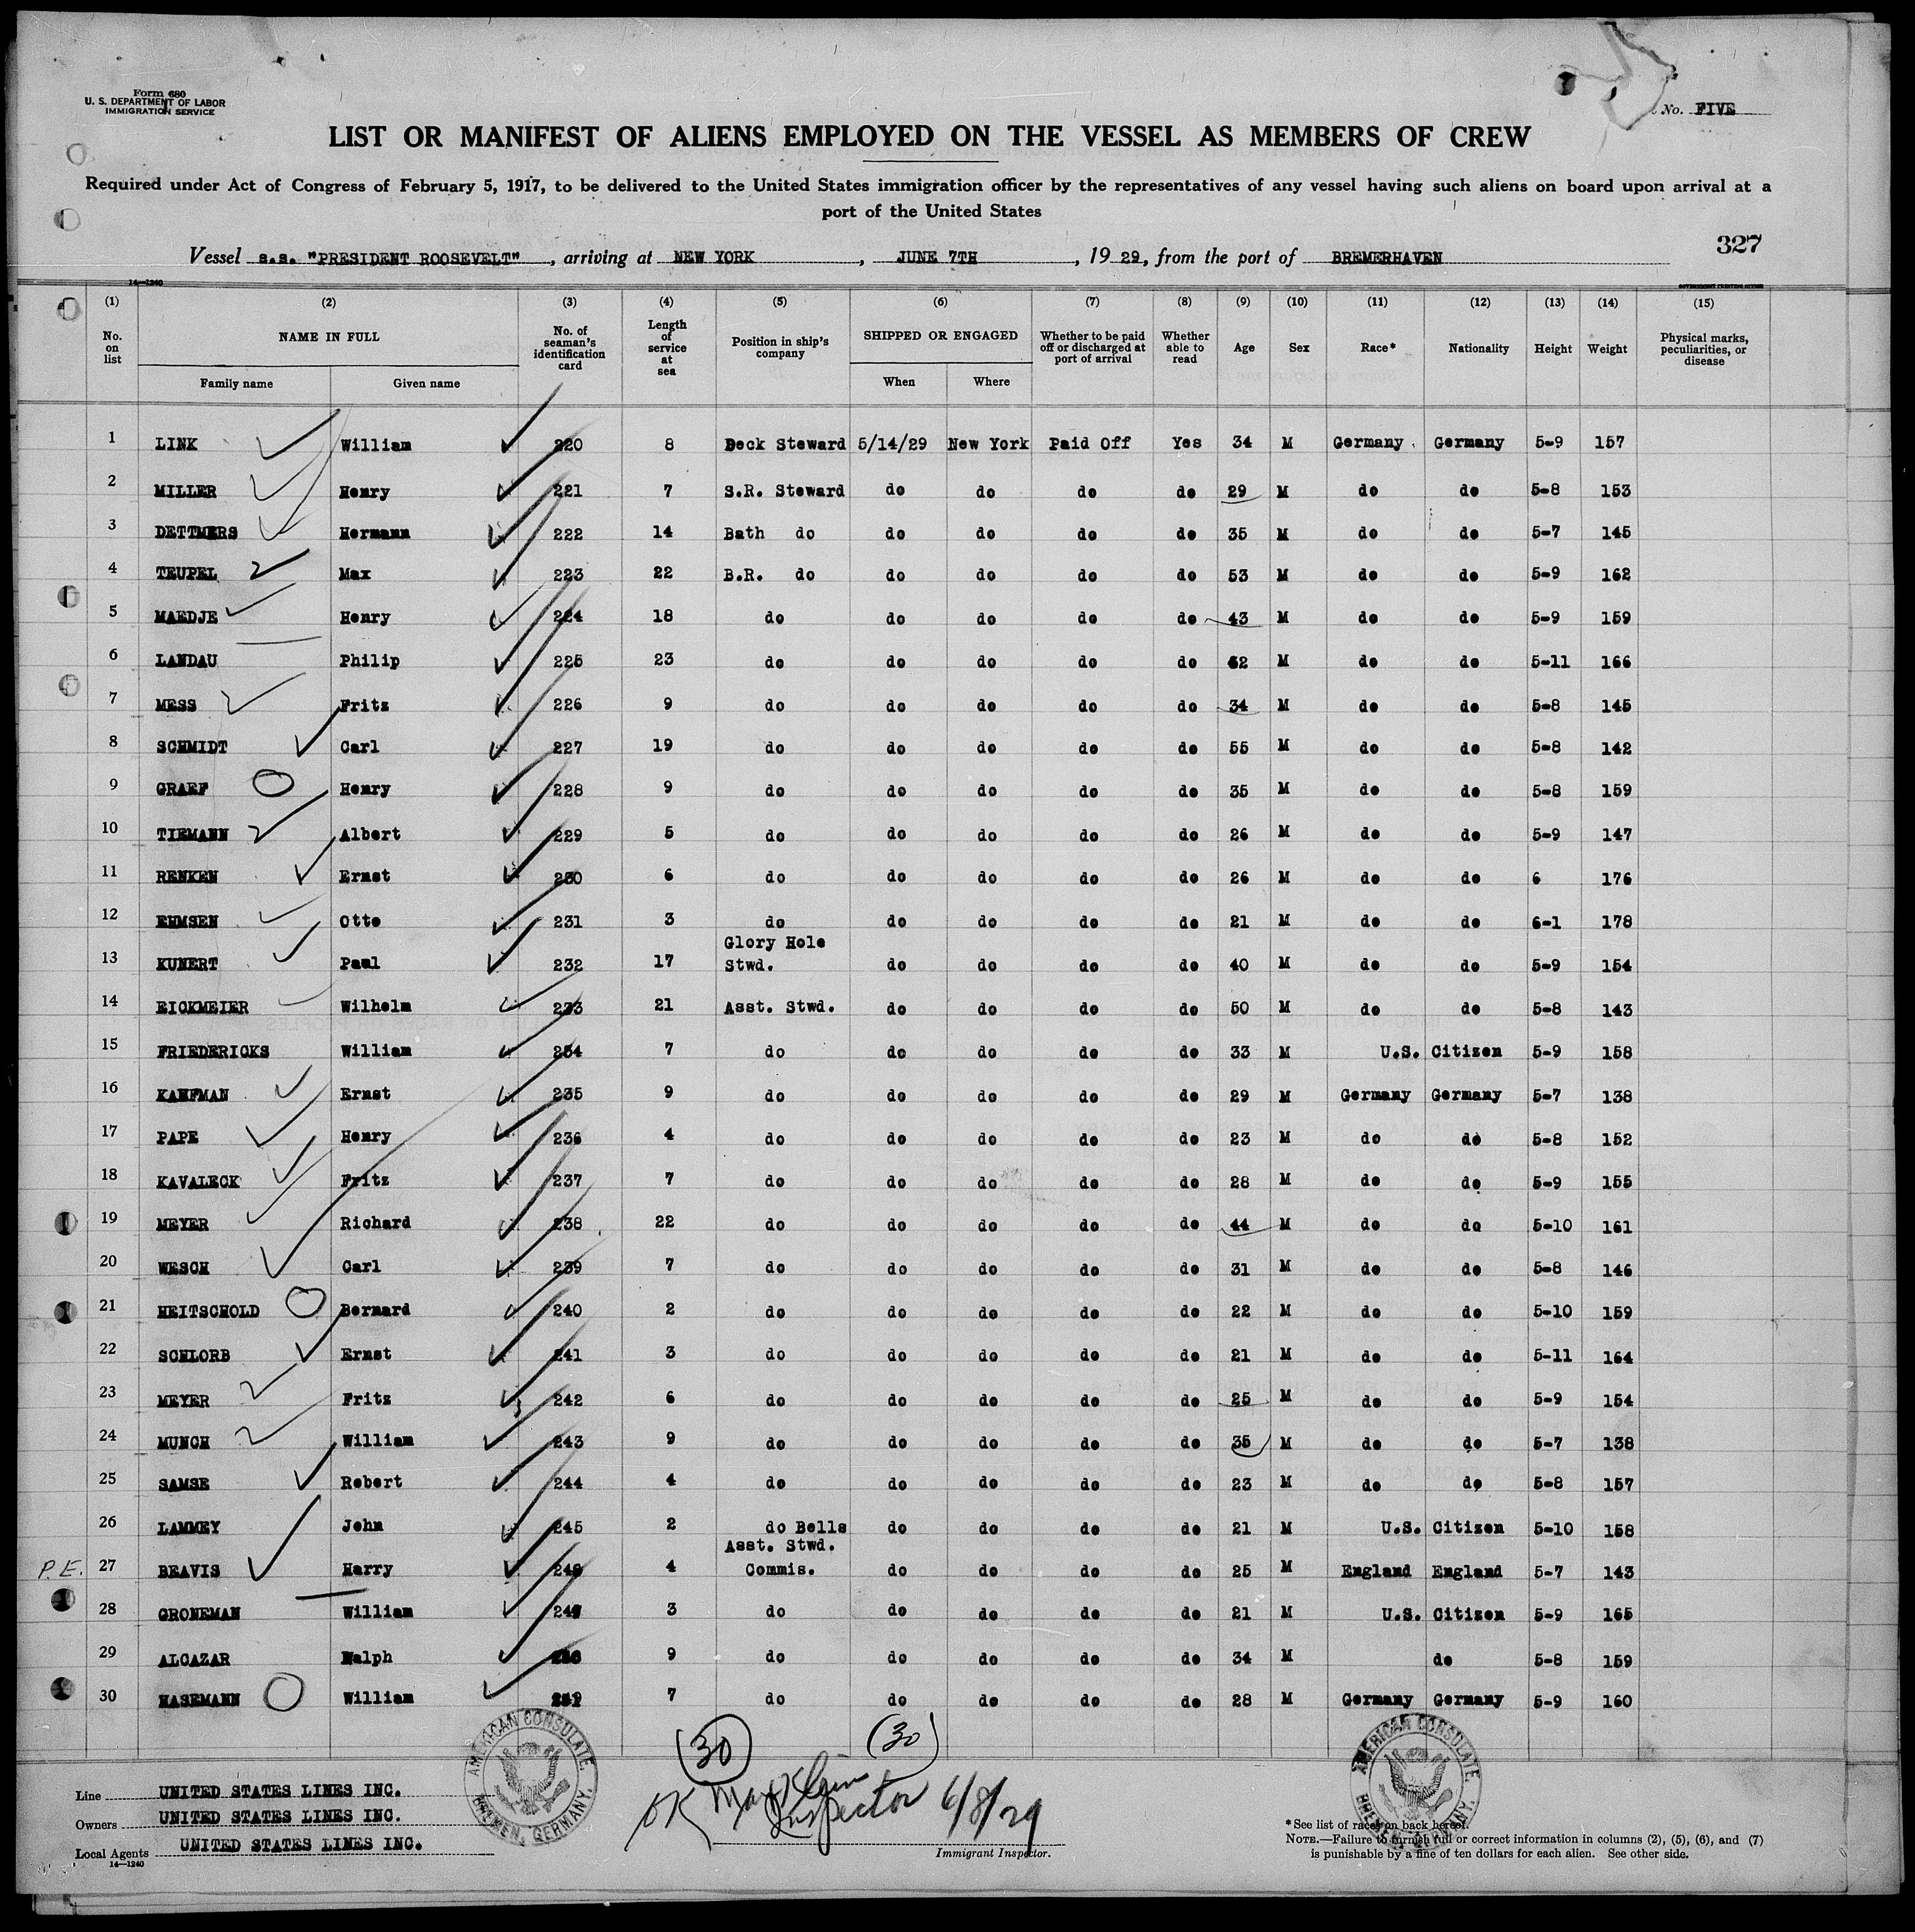 Form 680
U. S. DEPARTMENT OF LABOR
IMMIGRATION SERVICE
No. FIVE
LIST OR MANIFEST OF ALIENS EMPLOYED ON THE VESSEL AS MEMBERS OF CREW
Required under Act of Congress of February 5, 1917, to be delivered to the United States immigration officer by the representatives of any vessel having such aliens on board upon arrival at a
port of the United States
327
Vessel s.s. "PRESIDENT ROOSEVELT", arriving at NEW YORK, JUNE 7TH, 1929, from the port of BREMERHAVEN
14—1240 GOVERNMENT PRINTING OFFICE
(1) (2) (3) (4) (5) (6) (7) (8) (9) (10) (11) (12) (13) (14) (15)
No. on list NAME IN FULL No. of seaman's identification card Length of service at sea Position in ship's company SHIPPED OR ENGAGED Whether to be paid off or discharged at port of arrival Whether able to read Age Sex Race* Nationality Height Weight Physical marks, peculiarities, or disease
Family name Given name When Where
1 LINK William 220 8 Deck Steward 5/14/29 New York Paid Off Yes 34 M Germany Germany 5-9 157
2 MILLER Henry 221 7 S.R. Steward do do do do 29 M do do 5-8 153
3 DETTMERS Hermann 222 14 Bath do do do do do 35 M do do 5-7 145
4 TEUPEL Max 223 22 B.R. do do do do do 53 M do do 5-9 162
5 MAEDJE Henry 224 18 do do do do do 43 M do do 5-9 159
6 LANDAU Philip 225 23 do do do do do 62 M do do 5-11 166
7 MESS Fritz 226 9 do do do do do 34 M do do 5-8 145
8 SCHMIDT Carl 227 19 do do do do do 55 M do do 5-8 142
9 GRAEF Henry 228 9 do do do do do 35 M do do 5-8 159
10 TIEMANN Albert 229 5 do do do do do 26 M do do 5-9 147
11 RENKEN Ernst 230 6 do do do do do 26 M do do 6 176
12 EHMSEN Otto 231 3 do do do do do 21 M do do 6-1 178
13 KUNERT Paul 232 17 Glory Hole Stwd. do do do do 40 M do do 5-9 154
14 EICKMEIER Wilhelm 233 21 Asst. Stwd. do do do do 50 M do do 5-8 143
15 FRIEDERICKS William 234 7 do do do do do 33 M U.S. Citizen 5-9 158
16 KAUFMAN Ernst 235 9 do do do do do 29 M Germany Germany 5-7 138
17 PAPE Henry 236 4 do do do do do 23 M do do 5-8 152
18 KAVALECK Fritz 237 7 do do do do do 28 M do do 5-9 155
19 MEYER Richard 238 22 do do do do do 44 M do do 5-10 161
20 WESCH Carl 239 7 do do do do do 31 M do do 5-8 146
21 HEITSCHOLD Bernard 240 2 do do do do do 22 M do do 5-10 159
22 SCHLORB Ernst 241 3 do do do do do 21 M do do 5-11 164
23 MEYER Fritz 242 6 do do do do do 25 M do do 5-9 154
24 MUNCH William 243 9 do do do do do 35 M do do 5-7 138
25 SAMSE Robert 244 4 do do do do do 23 M do do 5-8 157
26 LAMMEY John 245 2 do Bells do do do do 21 M U.S. Citizen 5-10 158
P.E. 27 BEAVIS Harry 4 Asst. Stwd. Commis. do do do do 25 M England England 5-7 143
28 GRONEMAN William 3 do do do do do 21 M U.S. Citizen 5-9 165
29 ALCAZAR Ralph 9 do do do do do 34 M do 5-8 159
30 HASEMANN William 7 do do do do do 28 M Germany Germany 5-9 160
(30) (30)
AMERICAN CONSULATE. BREMEN, GERMANY.
AMERICAN CONSULATE. BREMEN, GERMANY.
OK Inspector 6/8/29
Immigrant Inspector.
Line UNITED STATES LINES INC.
Owners UNITED STATES LINES INC.
Local Agents UNITED STATES LINES INC.
14—1240
*See list of races on back hereof.
NOTE.—Failure to furnish full or correct information in columns (2), (5), (6), and (7)
is punishable by a fine of ten dollars for each alien. See other side.